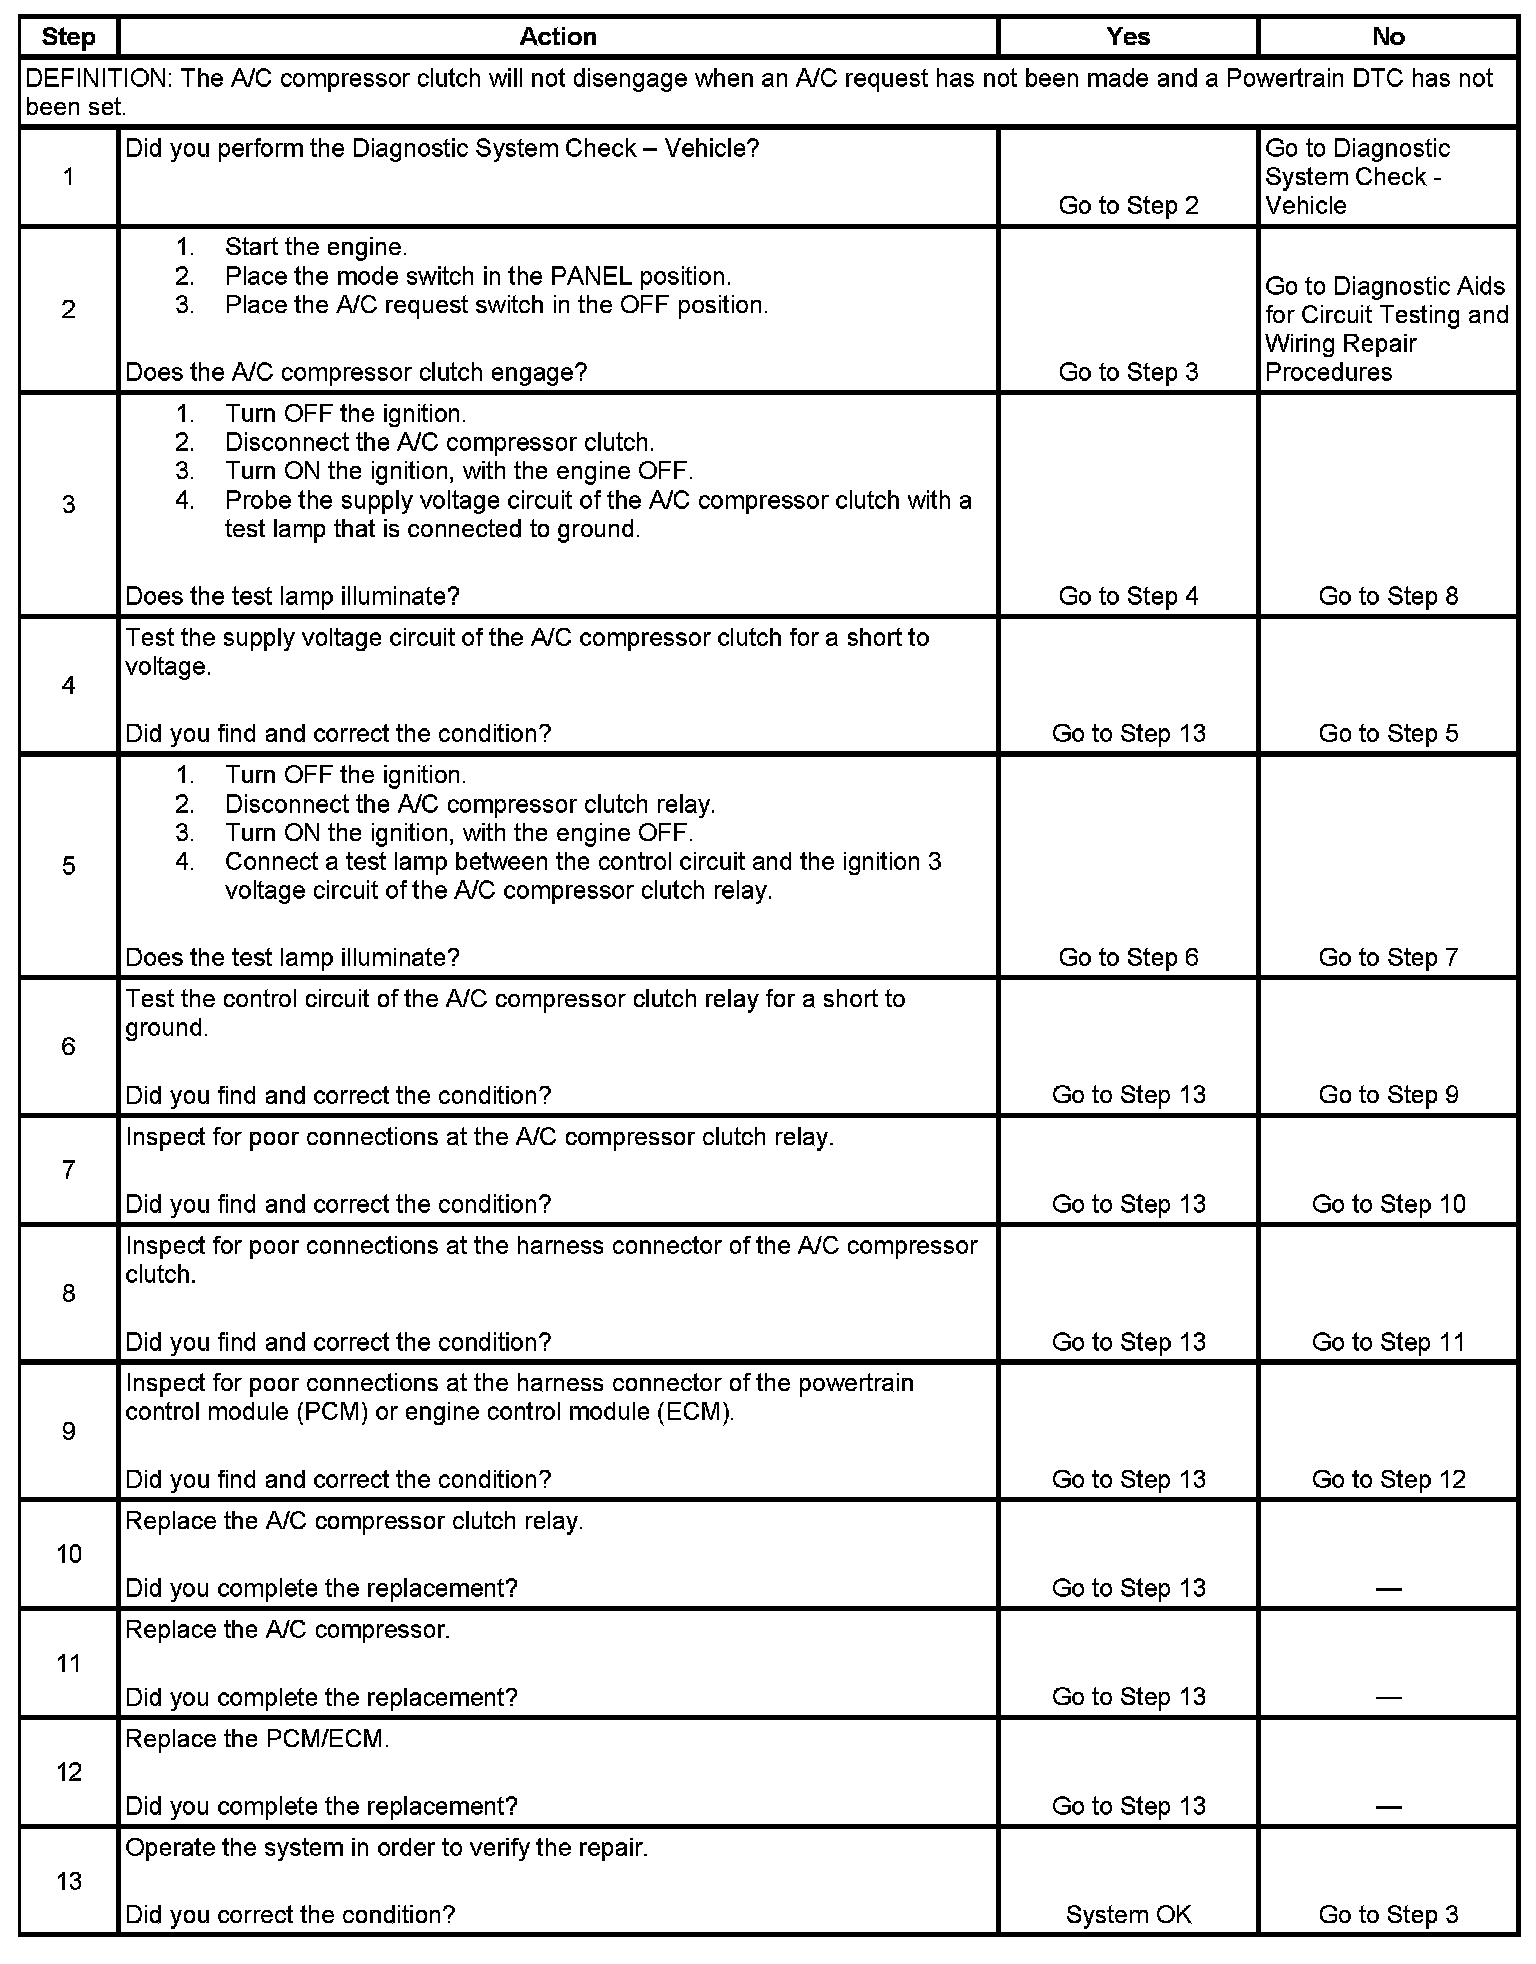 Step Action Yes No
DEFINITION: The A/C compressor clutch will not disengage when an A/C request has not been made and a Powertrain DTC has not
been set.
1
Did you perform the Diagnostic System Check – Vehicle?
Go to Step 2
Go to Diagnostic
System Check -
Vehicle
2
1. Start the engine.
2. Place the mode switch in the PANEL position.
3. Place the A/C request switch in the OFF position.
Does the A/C compressor clutch engage?
Go to Step 3
Go to Diagnostic Aids
for Circuit Testing and
Wiring Repair
Procedures
3
1. Turn OFF the ignition.
2. Disconnect the A/C compressor clutch.
3. Turn ON the ignition, with the engine OFF.
4. Probe the supply voltage circuit of the A/C compressor clutch with a
test lamp that is connected to ground.
Does the test lamp illuminate?
Go to Step 4
Go to Step 8
4
Test the supply voltage circuit of the A/C compressor clutch for a short to
voltage.
Did you find and correct the condition?
Go to Step 13
Go to Step 5
5
1. Turn OFF the ignition.
2. Disconnect the A/C compressor clutch relay.
3. Turn ON the ignition, with the engine OFF.
4. Connect a test lamp between the control circuit and the ignition 3
voltage circuit of the A/C compressor clutch relay.
Does the test lamp illuminate?
Go to Step 6
Go to Step 7
6
Test the control circuit of the A/C compressor clutch relay for a short to
ground.
Did you find and correct the condition?
Go to Step 13
Go to Step 9
7
Inspect for poor connections at the A/C compressor clutch relay.
Did you find and correct the condition?
Go to Step 13
Go to Step 10
8
Inspect for poor connections at the harness connector of the A/C compressor
clutch.
Did you find and correct the condition?
Go to Step 13
Go to Step 11
9
Inspect for poor connections at the harness connector of the powertrain
control module (PCM) or engine control module (ECM).
Did you find and correct the condition?
Go to Step 13
Go to Step 12
10
Replace the A/C compressor clutch relay.
Did you complete the replacement?
Go to Step 13
—
11
Replace the A/C compressor.
Did you complete the replacement?
Go to Step 13
—
12
Replace the PCM/ECM.
Did you complete the replacement?
Go to Step 13
—
13
Operate the system in order to verify the repair.
Did you correct the condition?
System OK
Go to Step 3